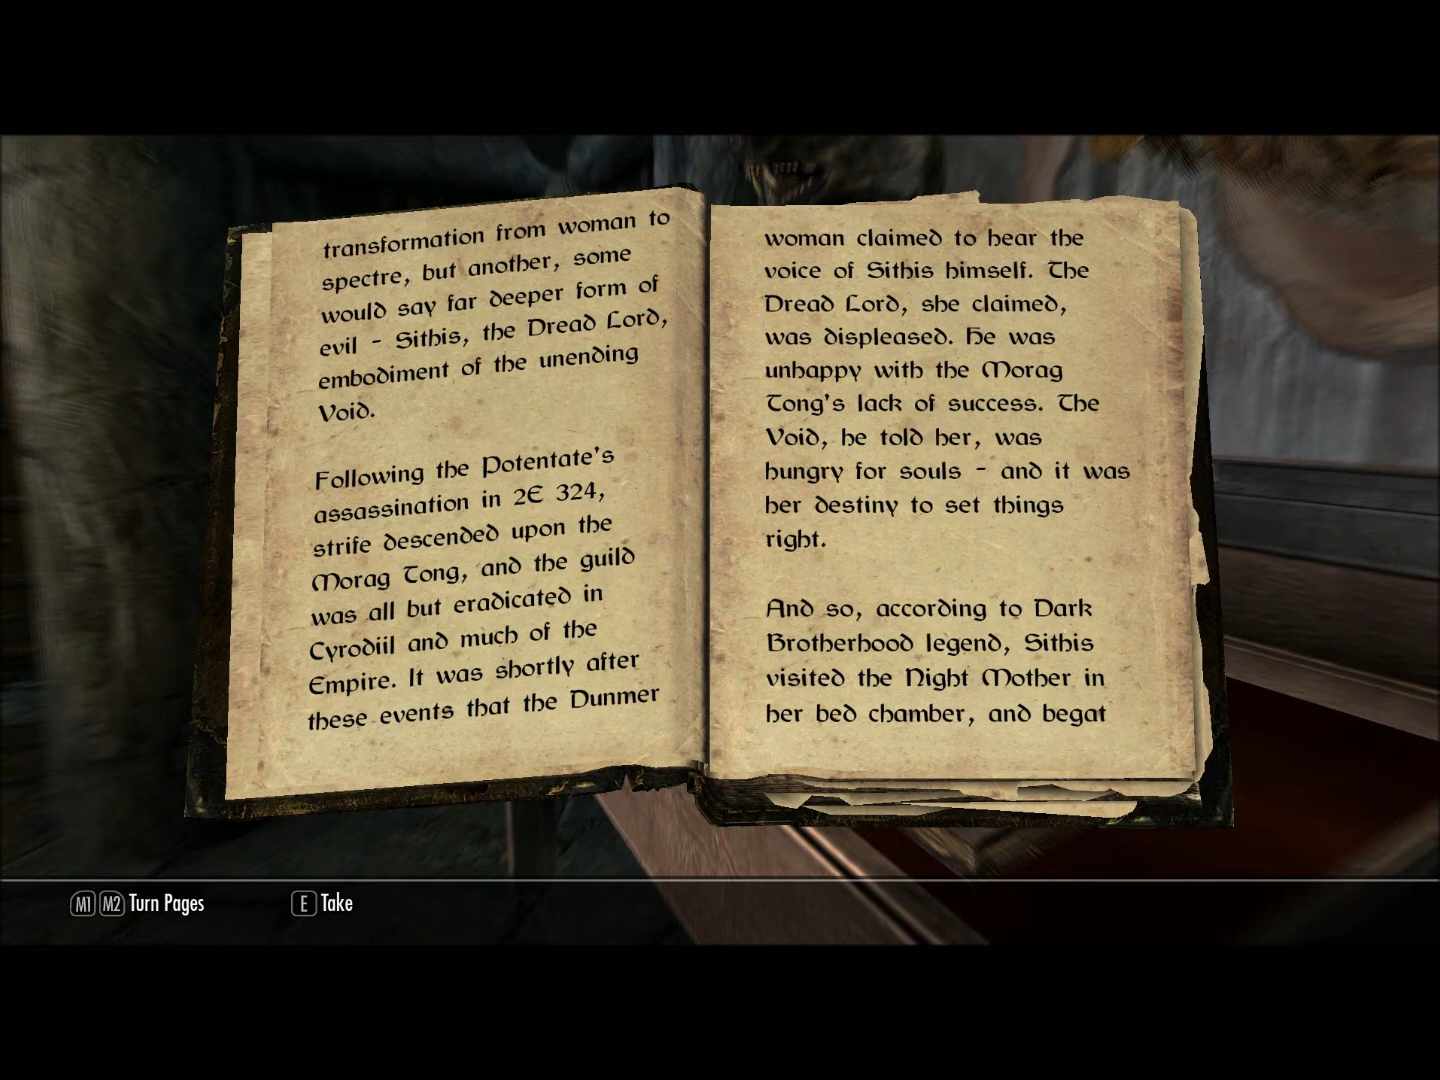 transformation from woman to
spectre, but another, some
would say far deeper form of
evil - Sithis, the Dread Lord,
embodiment of the unending
Void.
Following the Potentate's
assassination in 2E 324,
strife descended upon the
Morag Tong, and the guild
was all but eradicated in
Cyrodiil and much of the
Empire. It was shortly after
these events that the Dunmer
woman claimed to hear the
voice of Sithis himself. The
Dread Lord, she claimed,
was displeased. He was
unhappy with the Morag
Tong's lack of success. The
Void, he told her, was
hungry for souls - and it was
her destiny to set things
right.
And so, according to Dark
Brotherhood legend, Sithis
visited the Night Mother in
her bed chamber, and begat
M1 M2 Turn Pages
E Take